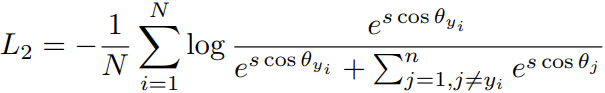 L_2 = -\frac{1}{N} \sum_{i=1}^{N} \log \frac{e^{s \cos \theta_{y_i}}}{e^{s \cos \theta_{y_i}} + \sum_{j=1, j \neq y_i}^{n} e^{s \cos \theta_j}}